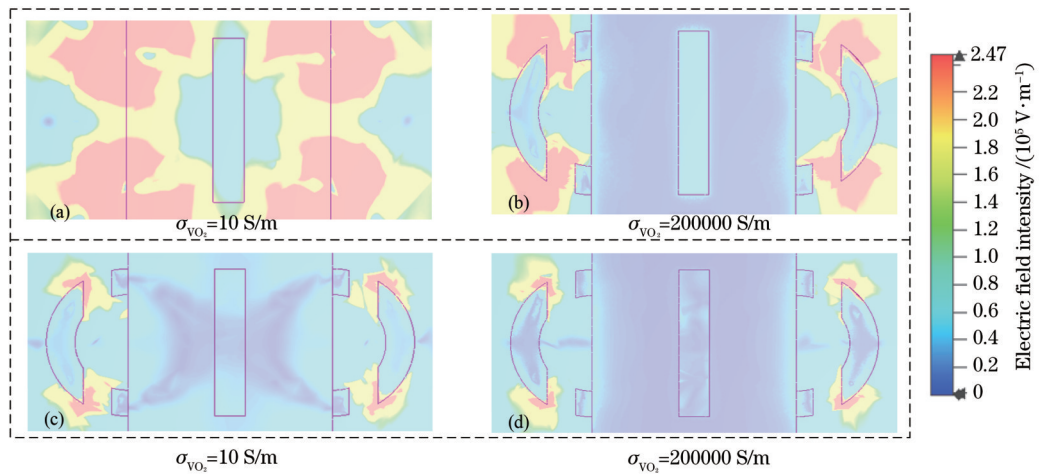 (a)
σVO₂=10 S/m
(b)
σVO₂=200000 S/m
(c)
σVO₂=10 S/m
(d)
σVO₂=200000 S/m
2.47
2.2
2.0
1.8
1.6
1.4
1.2
1.0
0.8
0.6
0.4
0.2
0
Electric field intensity /(10⁵ V·m⁻¹)